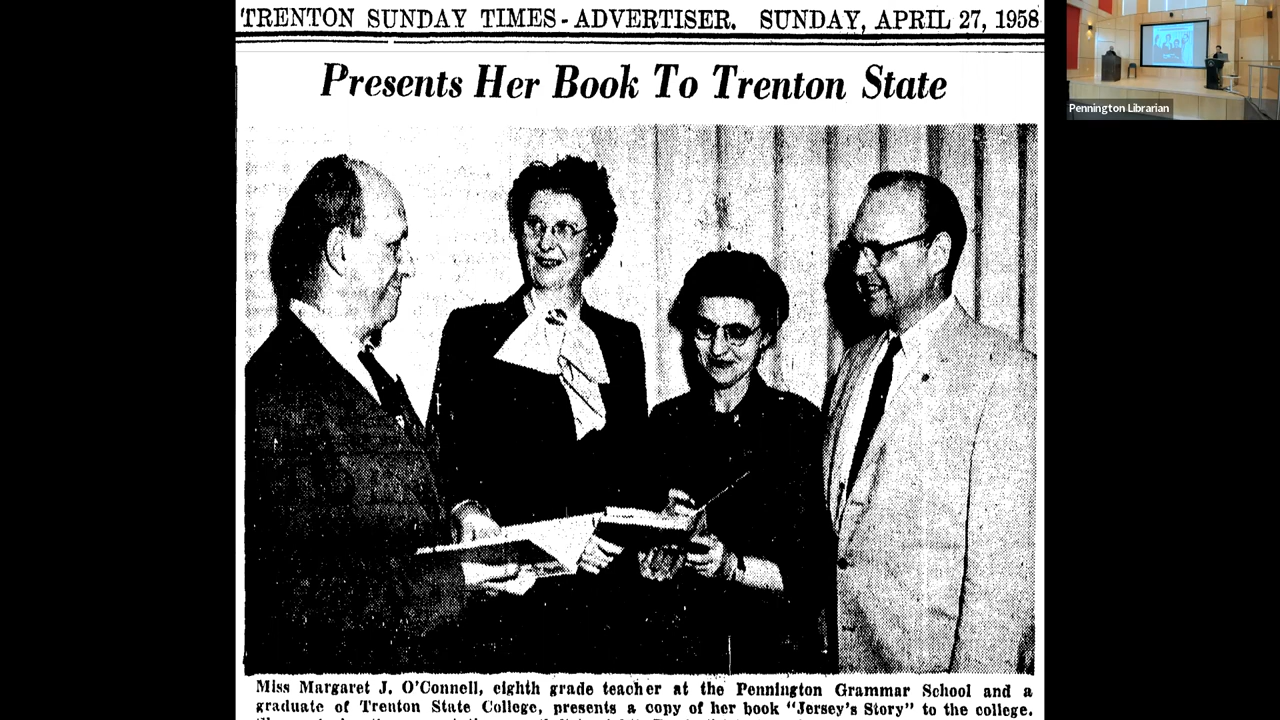 TRENTON SUNDAY TIMES-ADVERTISER. SUNDAY, APRIL 27, 1958
Presents Her Book To Trenton State
Pennington Librarian
Miss Margaret J. O'Connell, eighth grade teacher at the Pennington Grammar School and a
graduate of Trenton State College, presents a copy of her book "Jersey's Story" to the college.